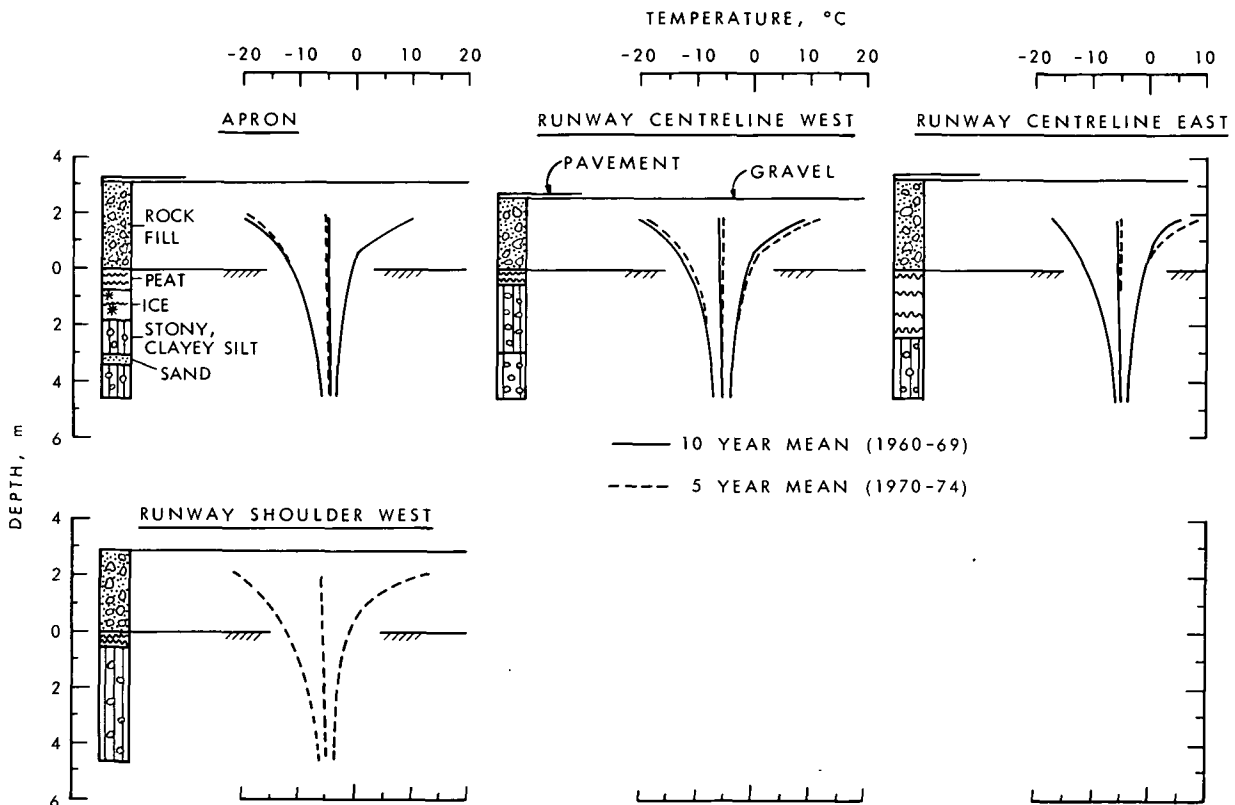 TEMPERATURE, °C
-20 -10 0 10 20
-20 -10 0 10 20
-20 -10 0 10
APRON
RUNWAY CENTRELINE WEST
RUNWAY CENTRELINE EAST
PAVEMENT
GRAVEL
4
2
0
2
4
6
ROCK
FILL
PEAT
ICE
STONY,
CLAYEY SILT
SAND
10 YEAR MEAN (1960-69)
5 YEAR MEAN (1970-74)
DEPTH, m
RUNWAY SHOULDER WEST
4
2
0
2
4
6